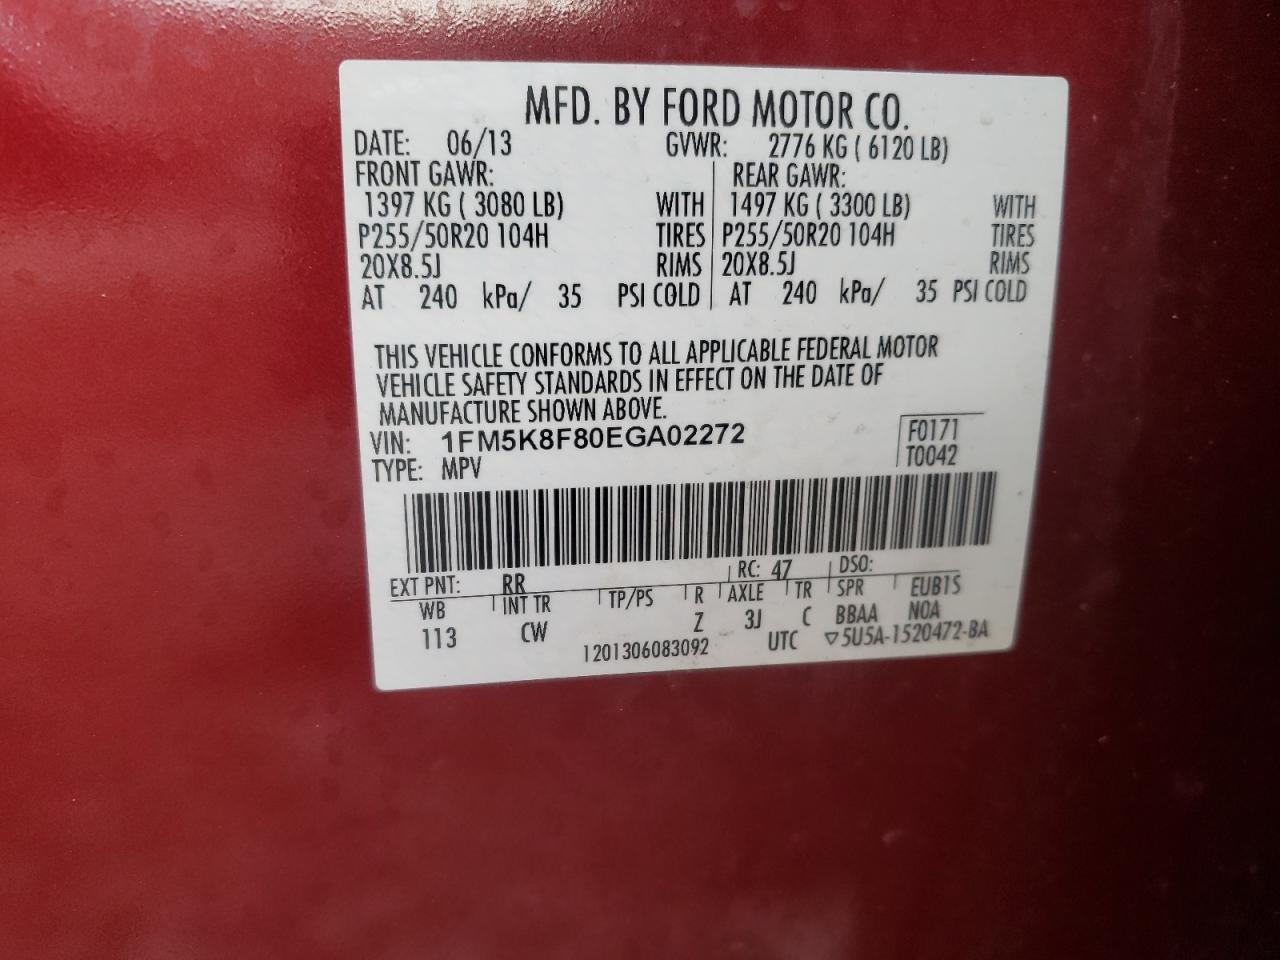 MFD. BY FORD MOTOR CO.
DATE: 06/13 GVWR: 2776 KG ( 6120 LB)
FRONT GAWR: REAR GAWR:
1397 KG ( 3080 LB) WITH 1497 KG ( 3300 LB) WITH
P255/50R20 104H TIRES P255/50R20 104H TIRES
20X8.5J RIMS 20X8.5J RIMS
AT 240 kPa/ 35 PSI COLD AT 240 kPa/ 35 PSI COLD
THIS VEHICLE CONFORMS TO ALL APPLICABLE FEDERAL MOTOR
VEHICLE SAFETY STANDARDS IN EFFECT ON THE DATE OF
MANUFACTURE SHOWN ABOVE.
VIN: 1FM5K8F80EGA02272 F0171
TYPE: MPV T0042
EXT PNT: RR RC: 47 DSO:
WB INT TR TP/PS R AXLE TR SPR EUB1S
113 CW Z 3J C BBAA NOA
1201306083092 UTC ▽5U5A-1520472-BA